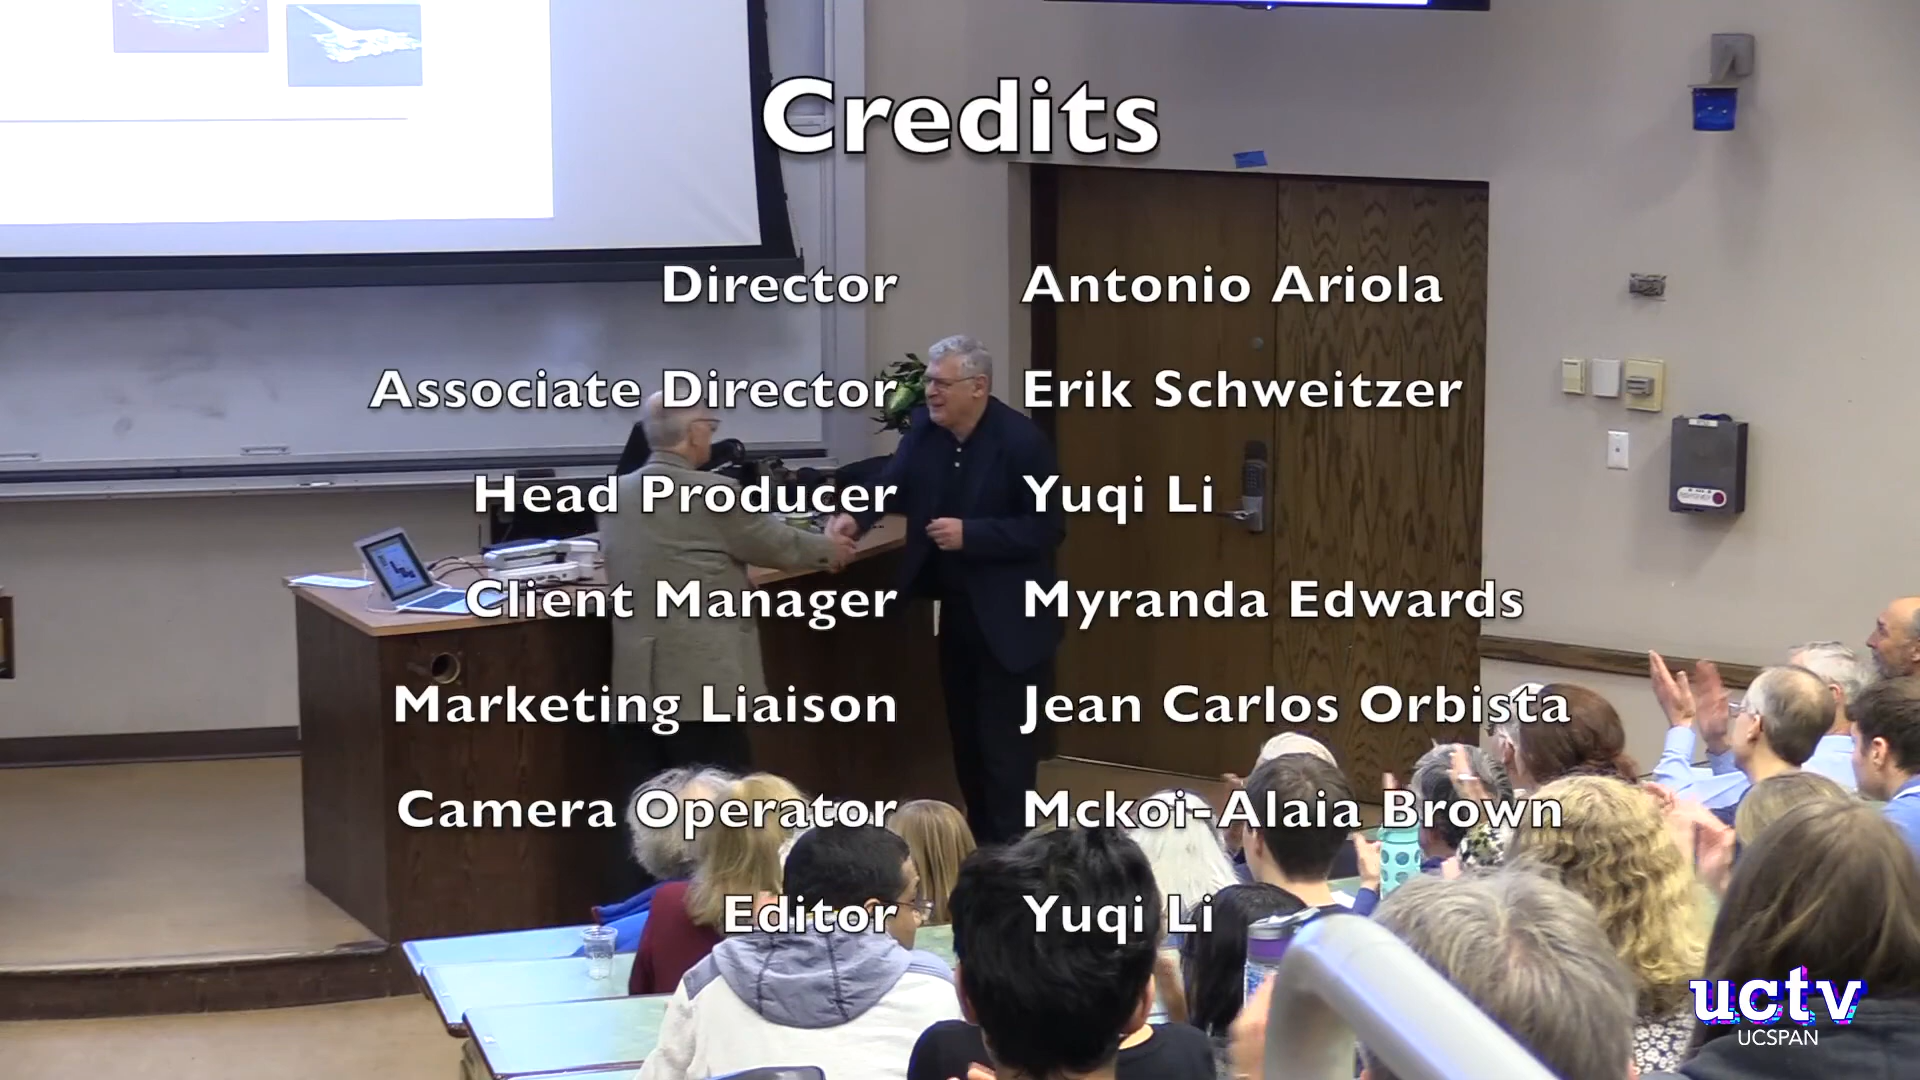 Credits
Director Antonio Ariola
Associate Director Erik Schweitzer
Head Producer Yuqi Li
Client Manager Myranda Edwards
Marketing Liaison Jean Carlos Orbista
Camera Operator Mckoi-Alaia Brown
Editor Yuqi Li
uctv
UCSPAN